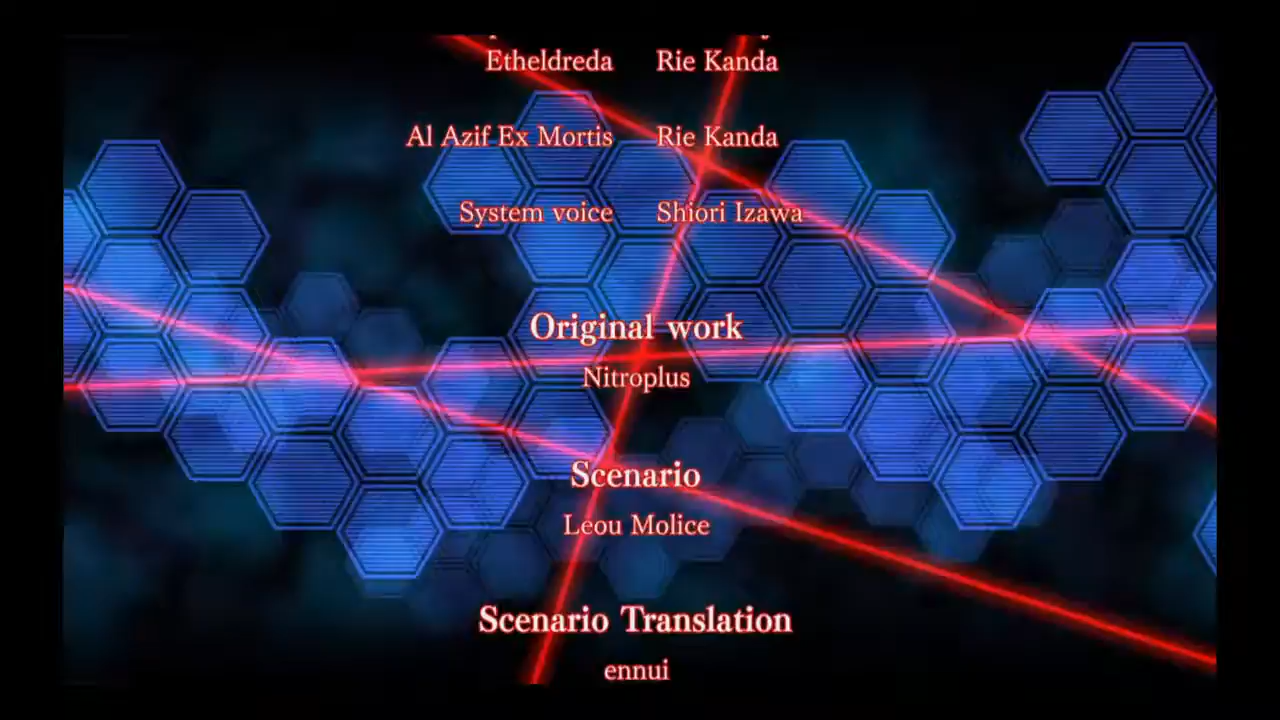 Etheldreda Rie Kanda
Al Azif Ex Mortis Rie Kanda
System voice Shiori Izawa
Original work
Nitroplus
Scenario
Leou Molice
Scenario Translation
ennui